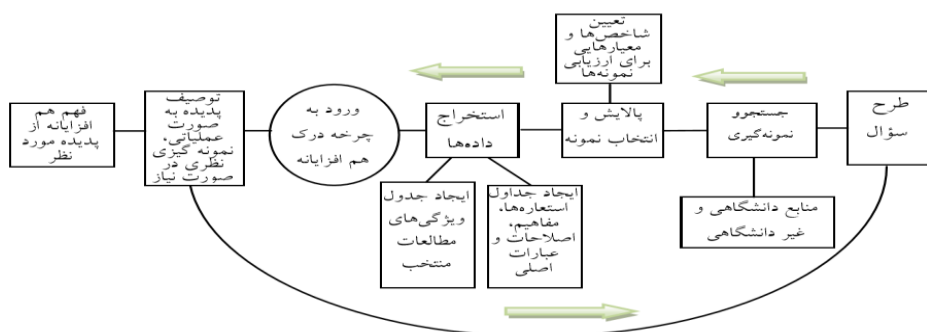 طرح
سؤال
جستجوو
نمونه‌گیری
منابع دانشگاهی و
غیر دانشگاهی
تعیین
شاخص‌ها و
معیارهایی
برای ارزیابی
نمونه‌ها
پالایش و
انتخاب نمونه
استخراج
داده‌ها
ایجاد جداول
استعاره‌ها،
مفاهیم،
اصلاحات و
عبارات
اصلی
ایجاد جدول
ویژگی‌های
مطالعات
منتخب
ورود به
چرخه درک
هم افزایانه
توصیف
پدیده به
صورت
عملیاتی،
نمونه گیزی
نظری در
صورت نیاز
فهم هم
افزایانه از
پدیده مورد
نظر